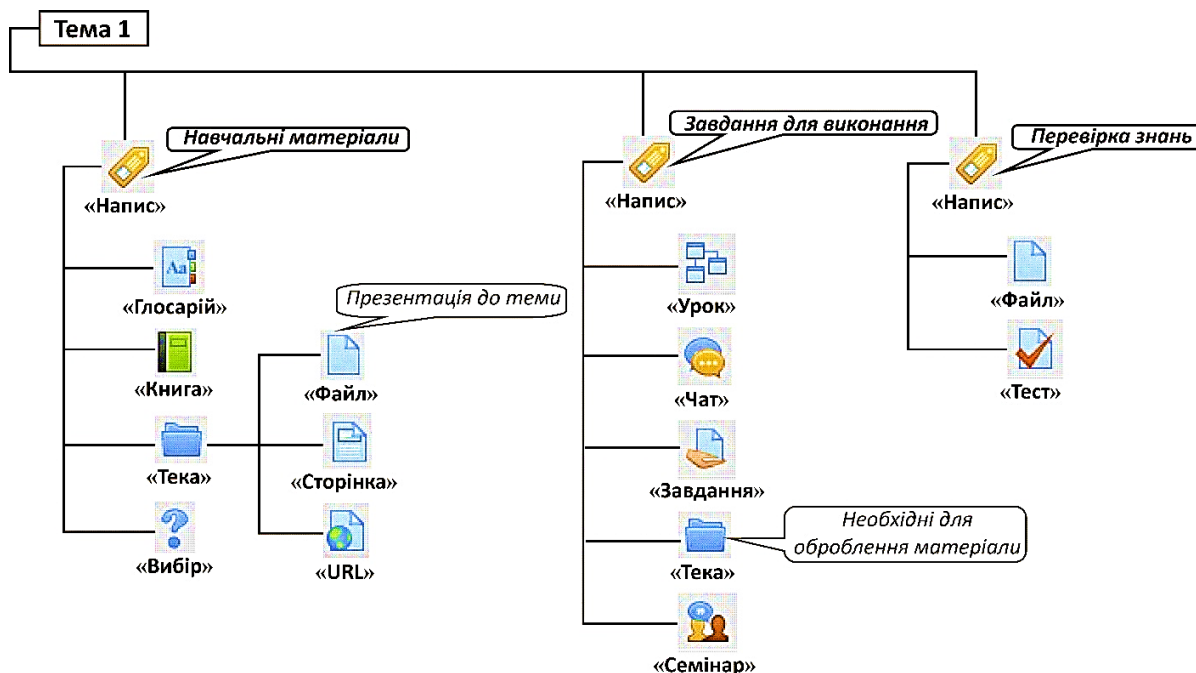 Тема 1
Навчальні матеріали
«Напис»
«Глосарій»
«Книга»
«Тека»
«Вибір»
Презентація до теми
«Файл»
«Сторінка»
«URL»
Завдання для виконання
«Напис»
«Урок»
«Чат»
«Завдання»
Необхідні для
оброблення матеріали
«Тека»
«Семінар»
Перевірка знань
«Напис»
«Файл»
«Тест»